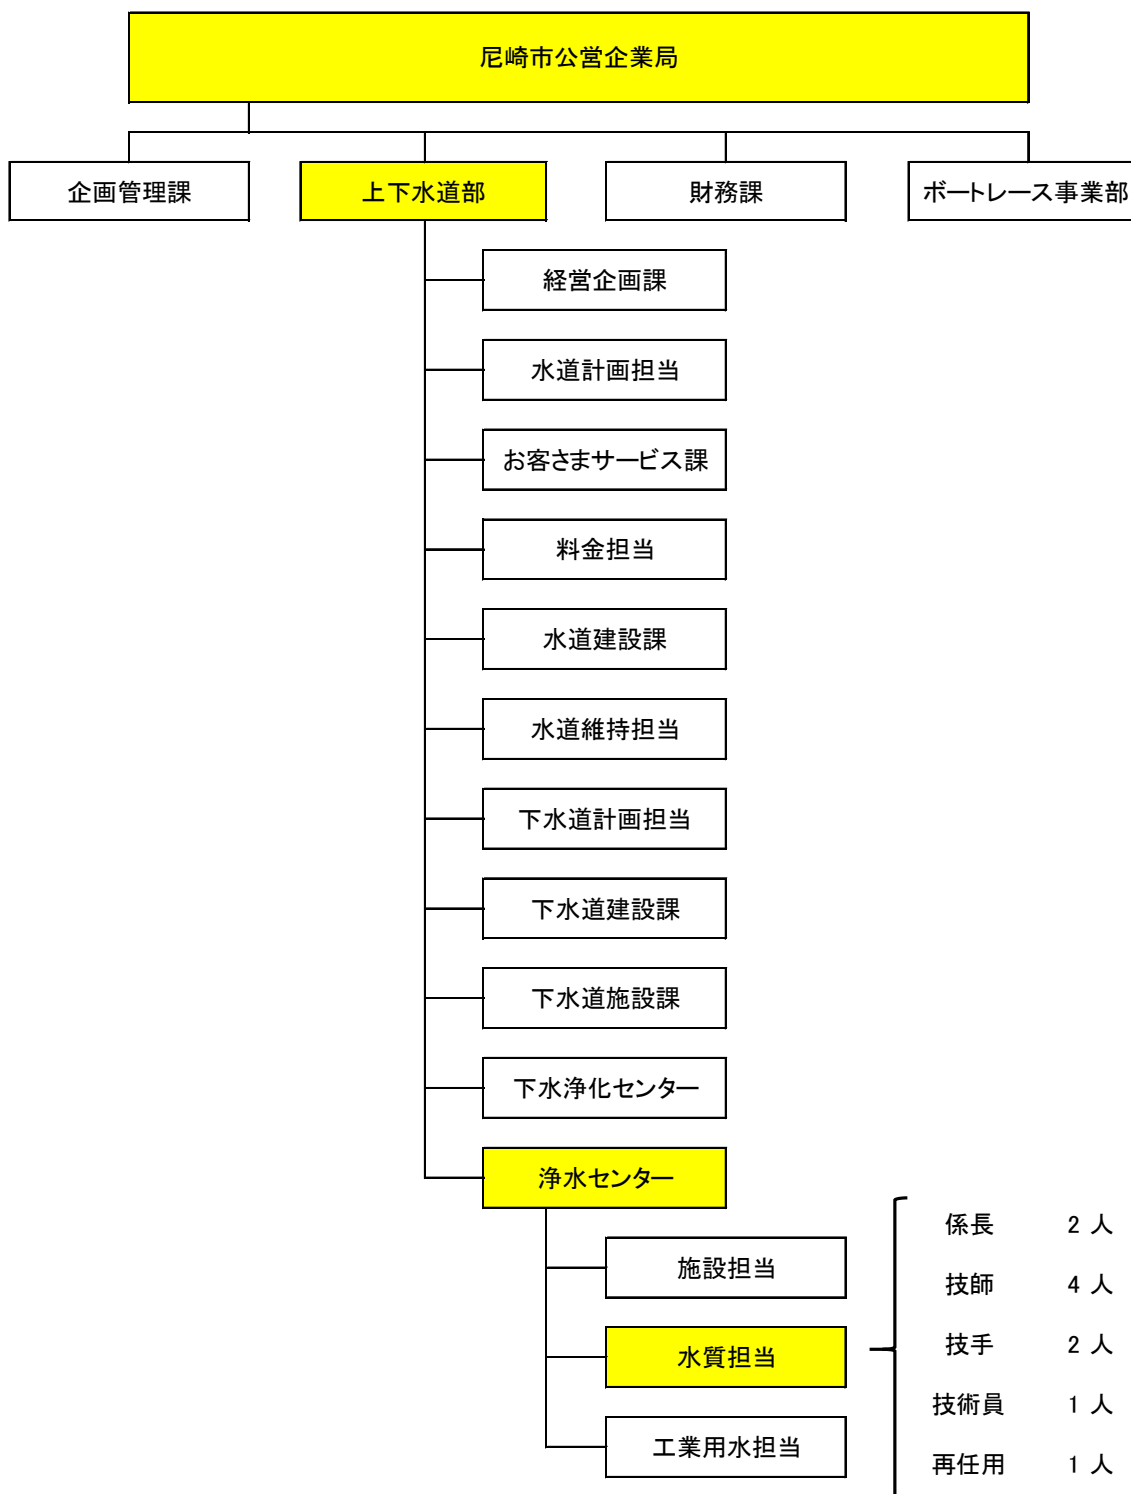 尼崎市公営企業局
企画管理課
上下水道部
財務課
ボートレース事業部
経営企画課
水道計画担当
お客さまサービス課
料金担当
水道建設課
水道維持担当
下水道計画担当
下水道建設課
下水道施設課
下水浄化センター
浄水センター
施設担当
水質担当
工業用水担当
係長 2 人
技師 4 人
技手 2 人
技術員 1 人
再任用 1 人